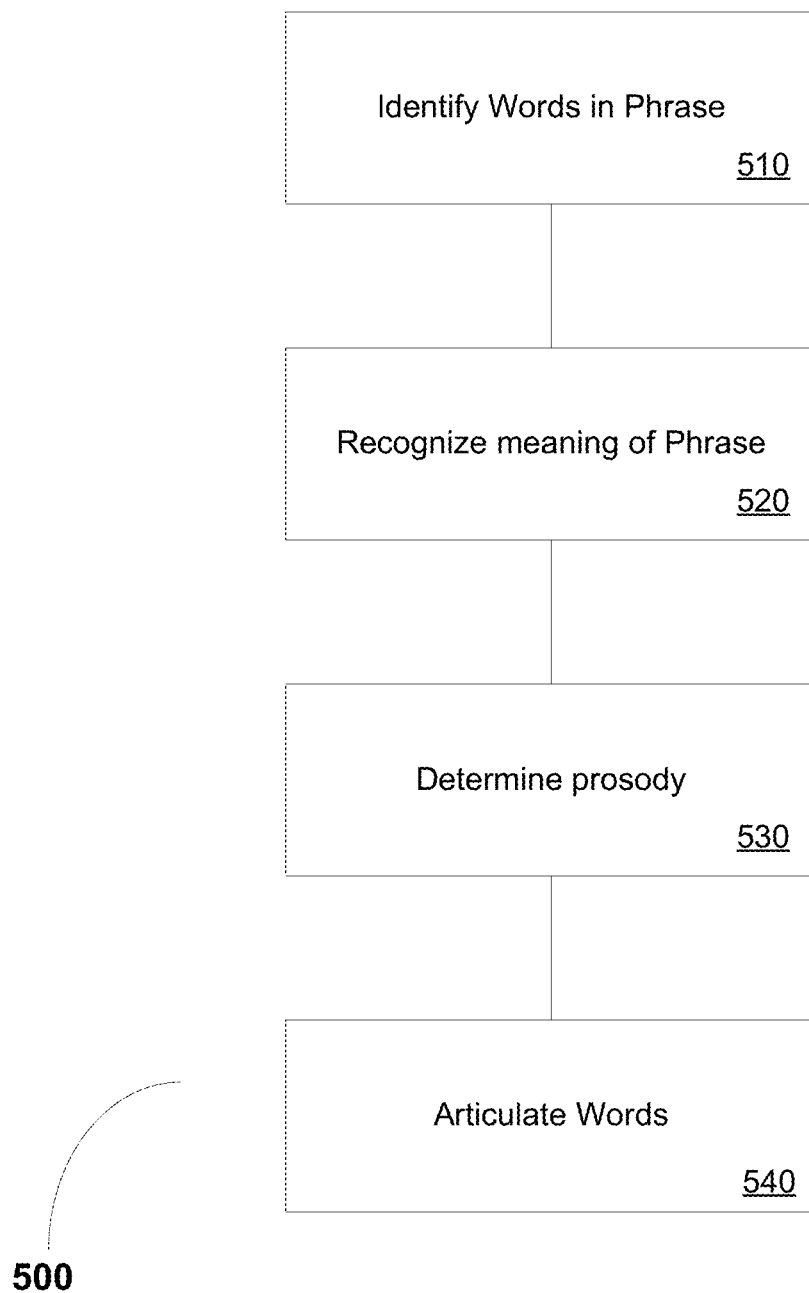 Identify Words in Phrase
510
Recognize meaning of Phrase
520
Determine prosody
530
Articulate Words
540
500